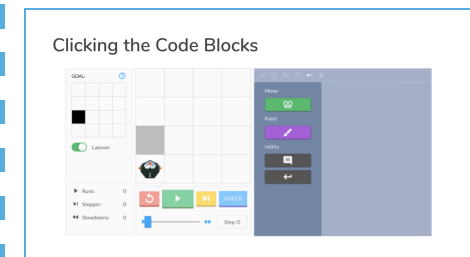 Clicking the Code Blocks
GOAL:
Layover
Runs: 0
Stepper: 0
Slowdowns: 0
CHECK
Step 0
Move
Paint
Utility